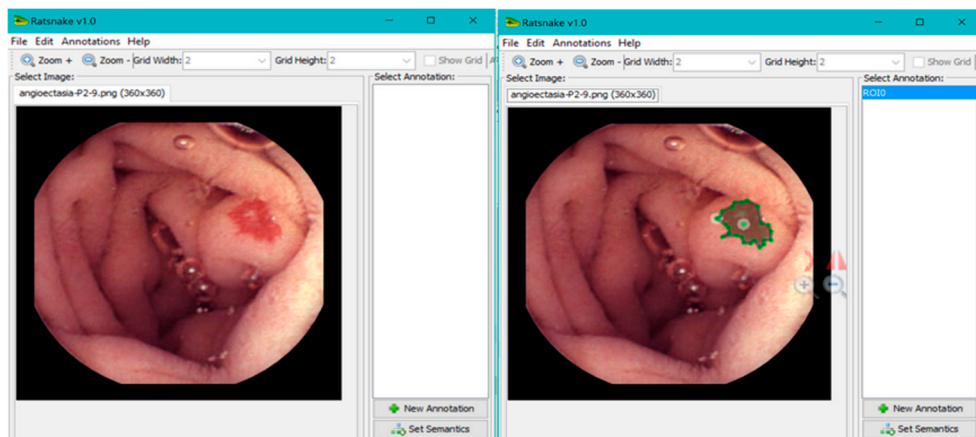 Ratsnake v1.0
File Edit Annotations Help
Zoom + Zoom - Grid Width: 2 Grid Height: 2 Show Grid
Select Image: Select Annotation:
angioectasia-P2-9.png (360x360)
New Annotation
Set Semantics
Ratsnake v1.0
File Edit Annotations Help
Zoom + Zoom - Grid Width: 2 Grid Height: 2 Show Grid
Select Image: Select Annotation:
angioectasia-P2-9.png (360x360) ROI0
New Annotation
Set Semantics